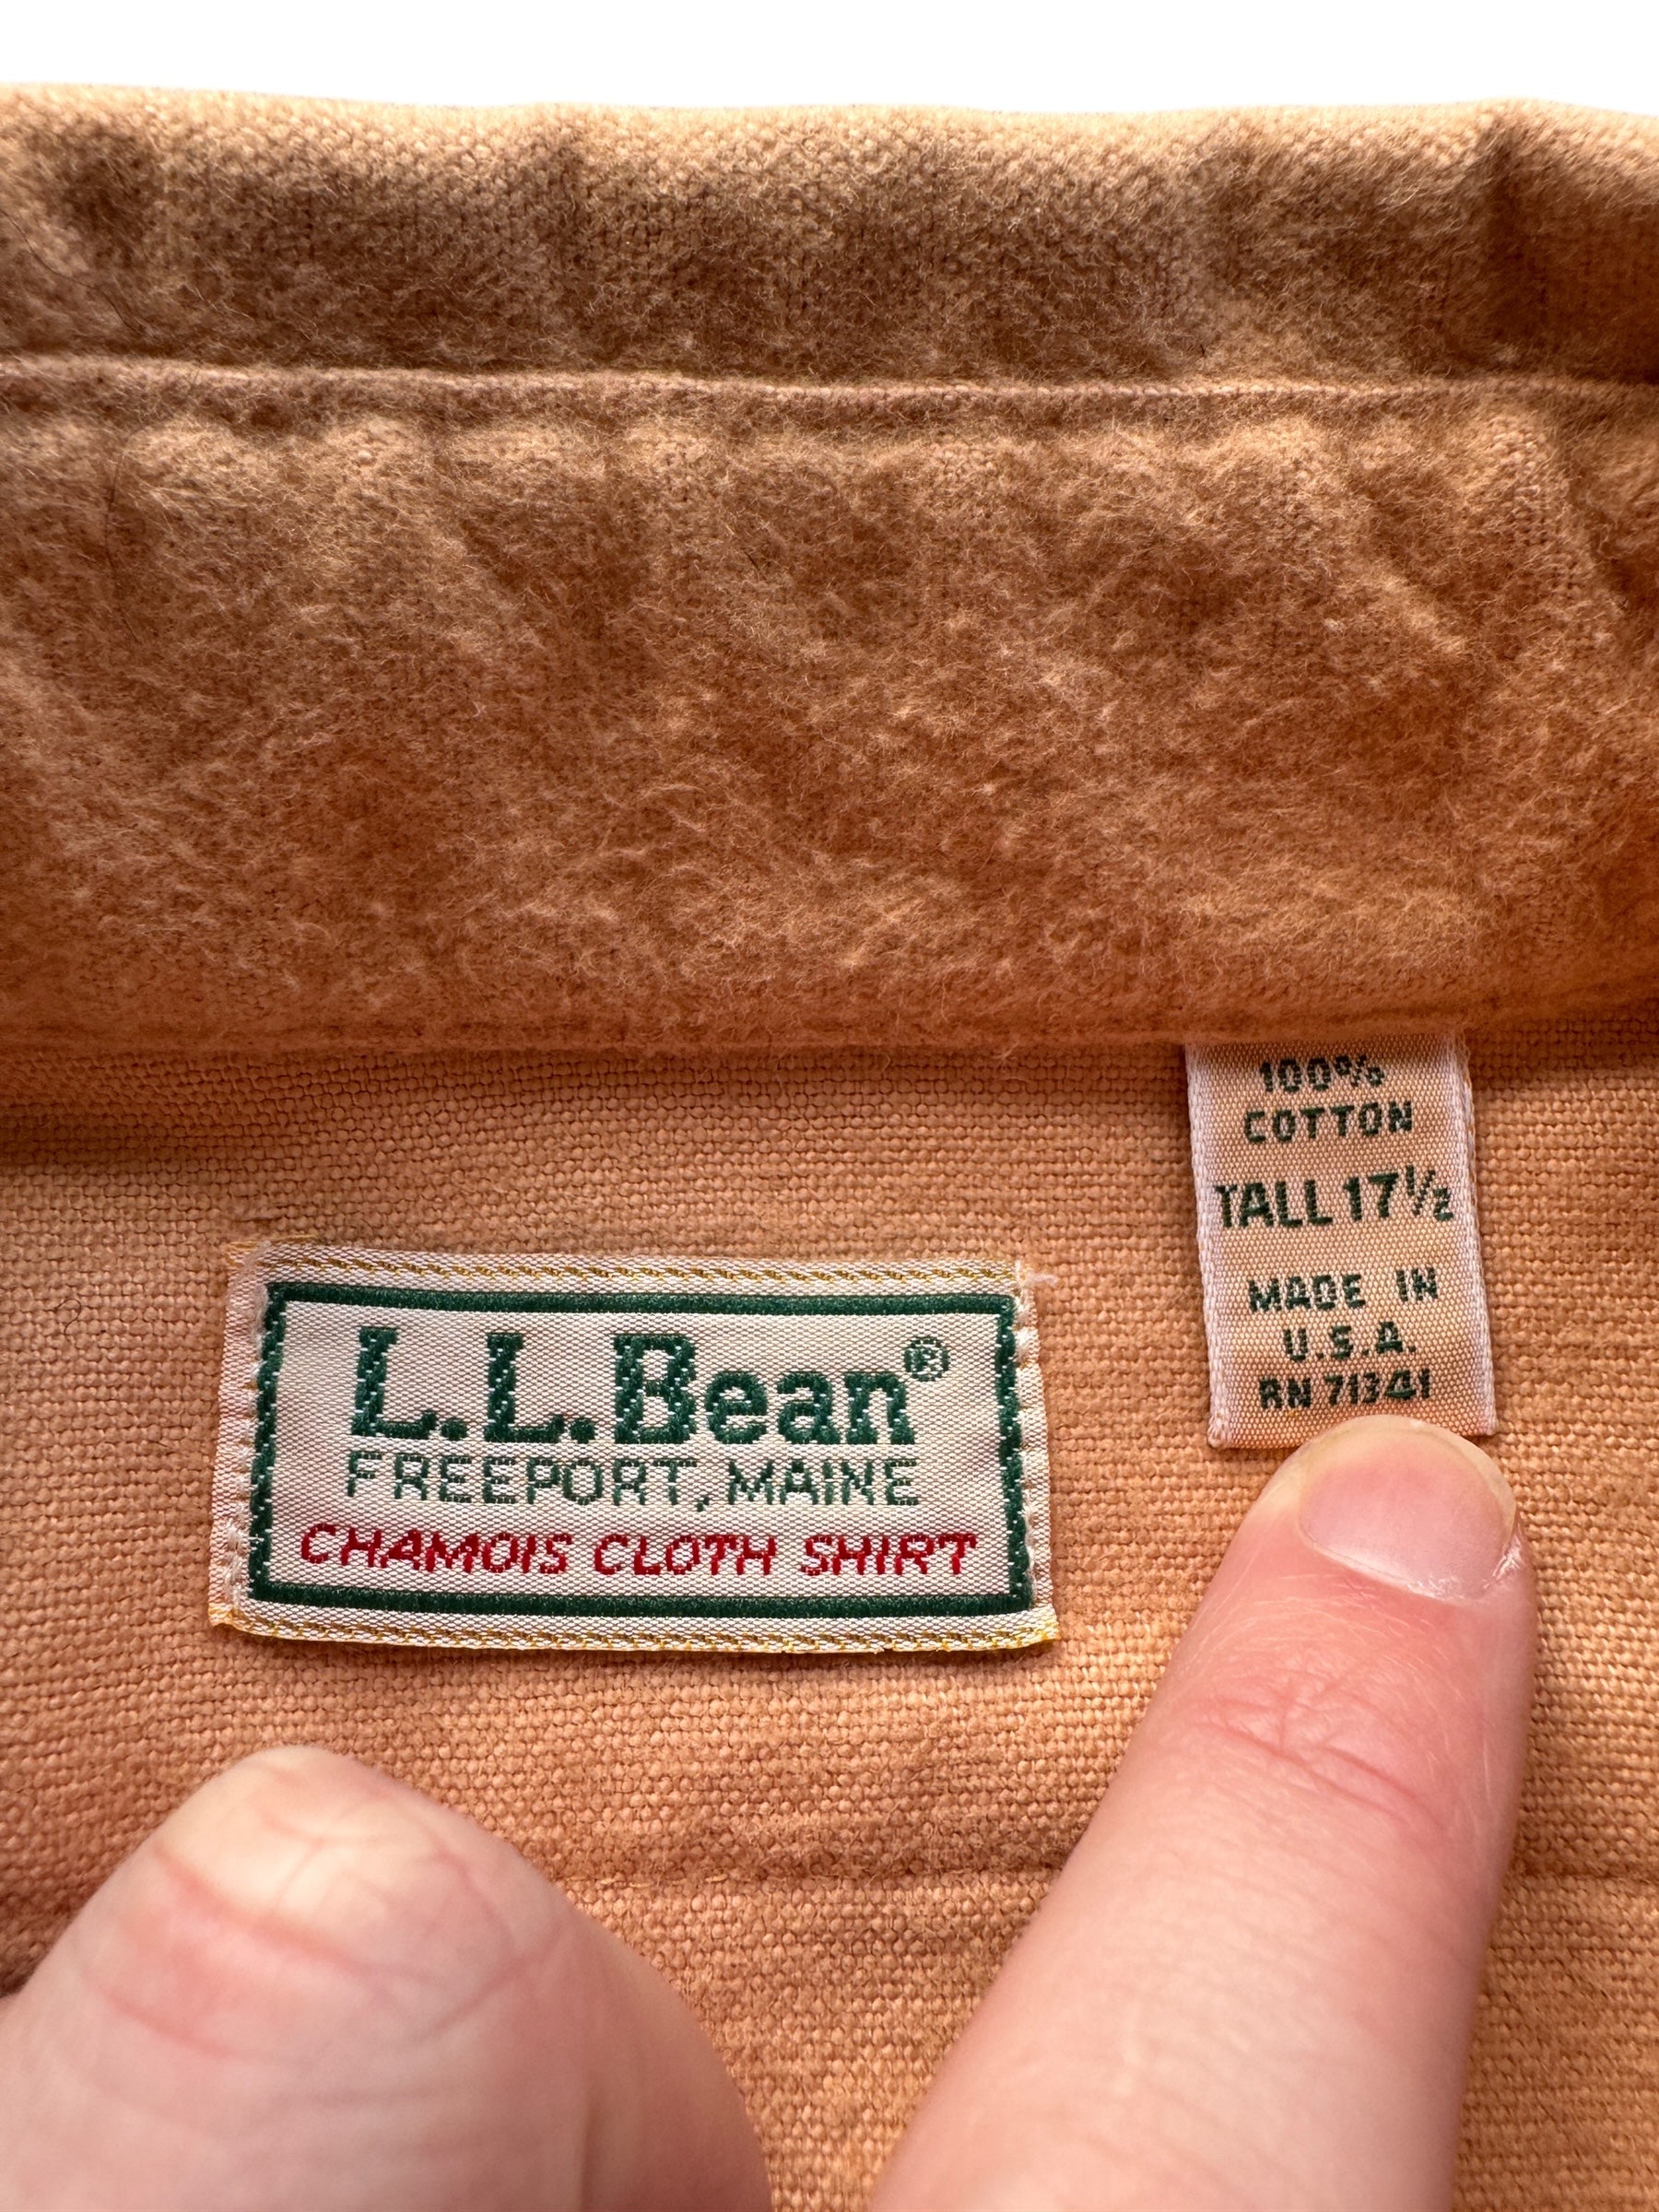 L.L.Bean®
FREEPORT, MAINE
CHAMOIS CLOTH SHIRT
100%
COTTON
TALL 17½
MADE IN
U.S.A.
RN 71341